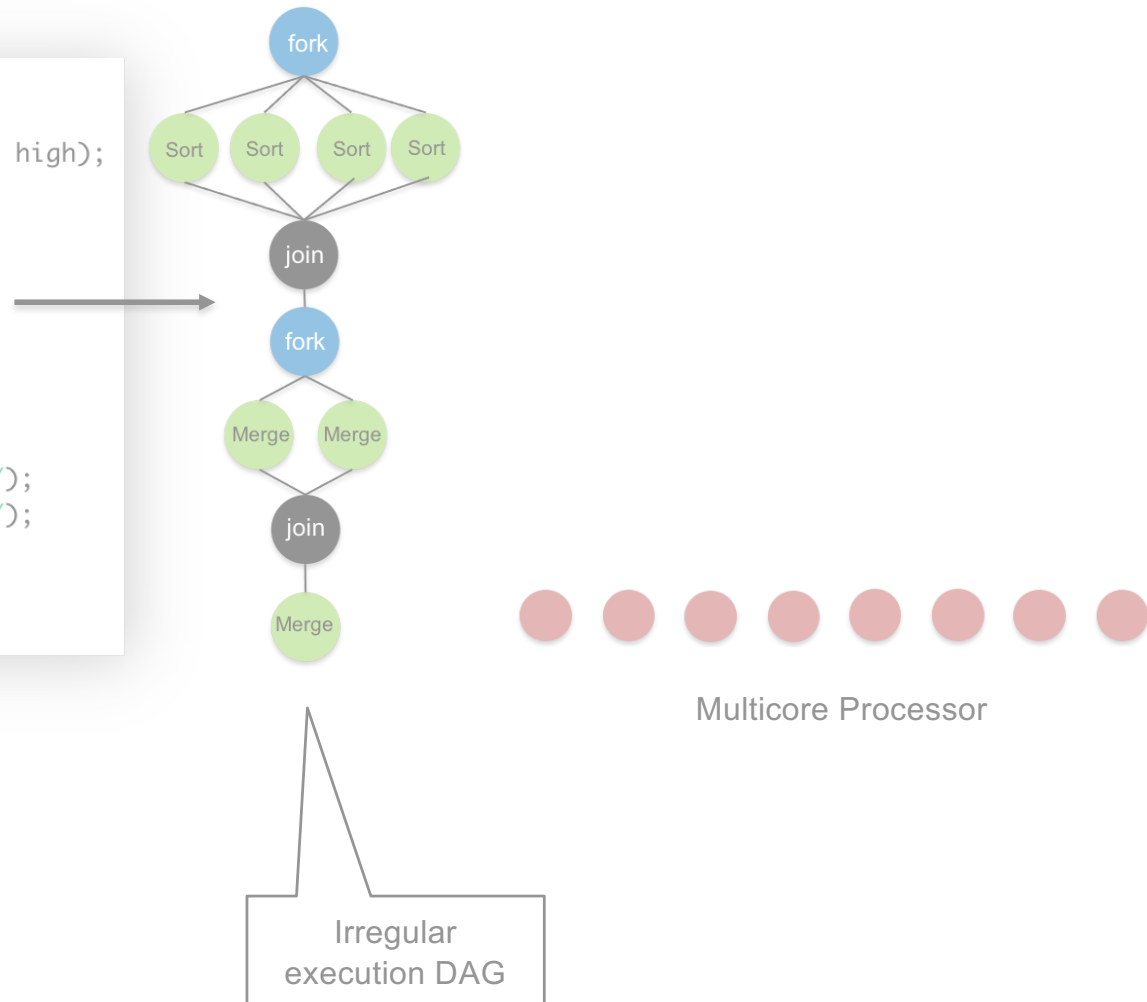 fork
high);
Sort Sort Sort Sort
join
fork
Merge Merge
);
);
join
Merge
Multicore Processor
Irregular
execution DAG